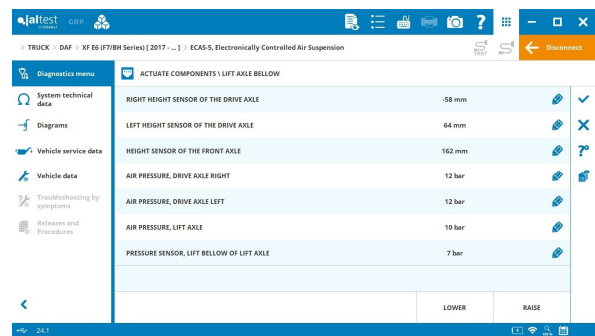 jaltest GRP
?
> TRUCK > DAF > XF E6 (F7/BH Series) [ 2017 - ... ] > ECAS-5, Electronically Controlled Air Suspension
TEST
Disconnect
Diagnostics menu
ACTUATE COMPONENTS \ LIFT AXLE BELLOW
System technical data
RIGHT HEIGHT SENSOR OF THE DRIVE AXLE -58 mm
Diagrams
LEFT HEIGHT SENSOR OF THE DRIVE AXLE 64 mm
Vehicle service data
HEIGHT SENSOR OF THE FRONT AXLE 162 mm
Vehicle data
AIR PRESSURE, DRIVE AXLE RIGHT 12 bar
Troubleshooting by symptoms
AIR PRESSURE, DRIVE AXLE LEFT 12 bar
Releases and Procedures
AIR PRESSURE, LIFT AXLE 10 bar
PRESSURE SENSOR, LIFT BELLOW OF LIFT AXLE 7 bar
LOWER RAISE
24.1